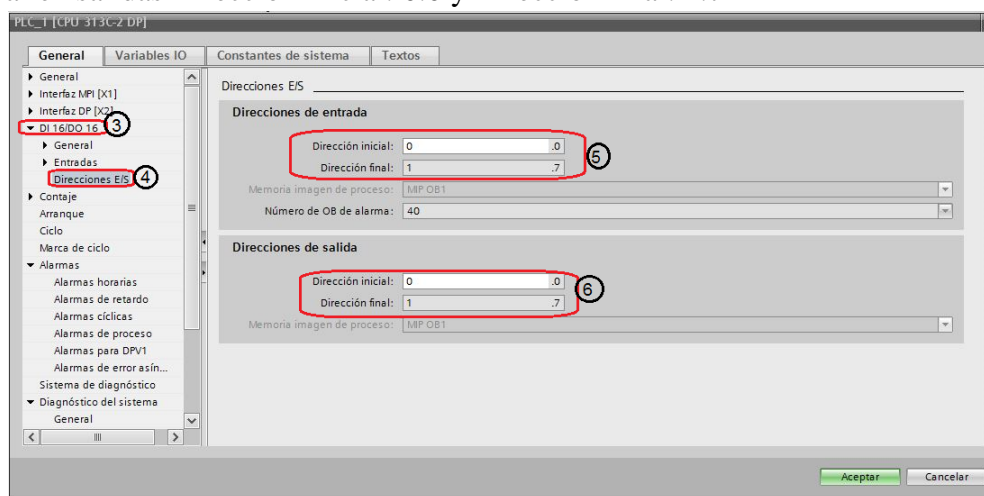 PLC_1 [CPU 313C-2 DP]
General Variables IO Constantes de sistema Textos
General
Interfaz MPI [X1]
Interfaz DP [X2]
DI 16/DO 16 3
General
Entradas
Direcciones E/S 4
Contaje
Arranque
Ciclo
Marca de ciclo
Alarmas
Alarmas horarias
Alarmas de retardo
Alarmas cíclicas
Alarmas de proceso
Alarmas para DPV1
Alarmas de error asín...
Sistema de diagnóstico
Diagnóstico del sistema
General
Direcciones E/S
Direcciones de entrada
Dirección inicial: 0 .0
Dirección final: 1 .7
5
Memoria imagen de proceso: MIP OB1
Número de OB de alarma: 40
Direcciones de salida
Dirección inicial: 0 .0
Dirección final: 1 .7
6
Memoria imagen de proceso: MIP OB1
Aceptar Cancelar